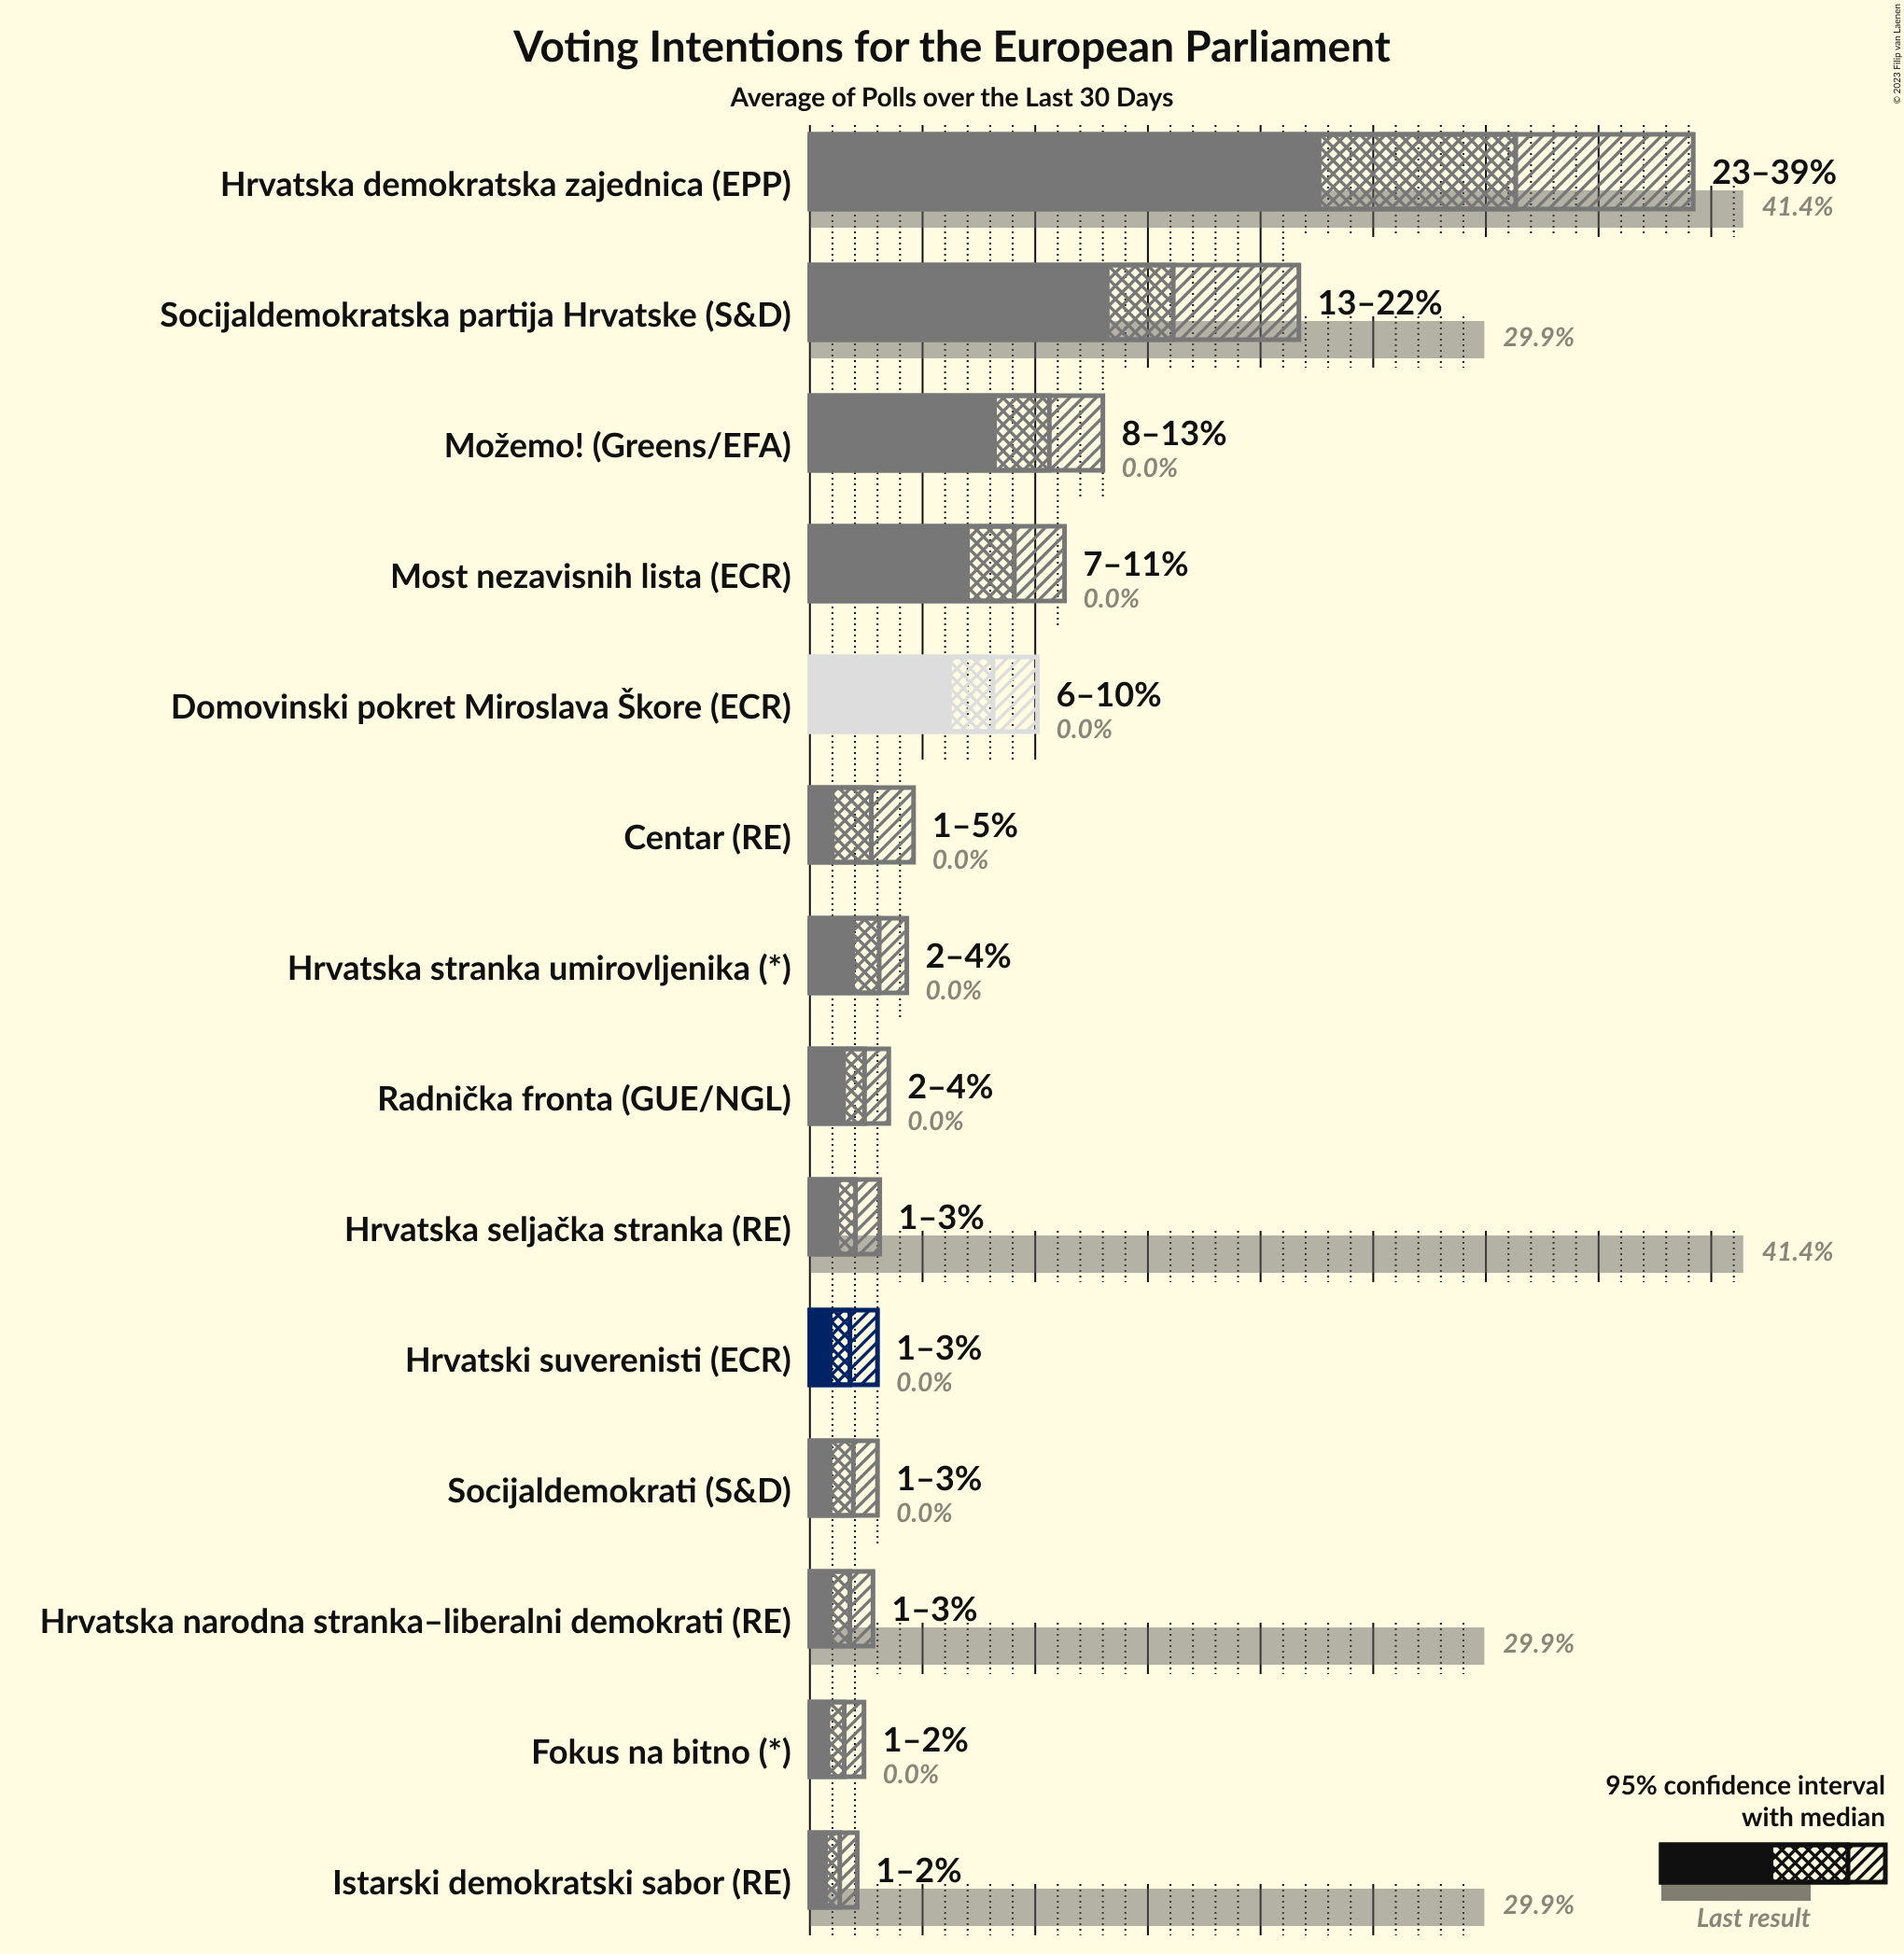 Voting Intentions for the European Parliament
Average of Polls over the Last 30 Days
© 2023 Filip van Laenen
Hrvatska demokratska zajednica (EPP)
23–39%
41.4%
Socijaldemokratska partija Hrvatske (S&D)
13–22%
29.9%
Možemo! (Greens/EFA)
8–13%
0.0%
Most nezavisnih lista (ECR)
7–11%
0.0%
Domovinski pokret Miroslava Škore (ECR)
6–10%
0.0%
Centar (RE)
1–5%
0.0%
Hrvatska stranka umirovljenika (*)
2–4%
0.0%
Radnička fronta (GUE/NGL)
2–4%
0.0%
Hrvatska seljačka stranka (RE)
1–3%
41.4%
Hrvatski suverenisti (ECR)
1–3%
0.0%
Socijaldemokrati (S&D)
1–3%
0.0%
Hrvatska narodna stranka–liberalni demokrati (RE)
1–3%
29.9%
Fokus na bitno (*)
1–2%
0.0%
Istarski demokratski sabor (RE)
1–2%
29.9%
95% confidence interval
with median
Last result